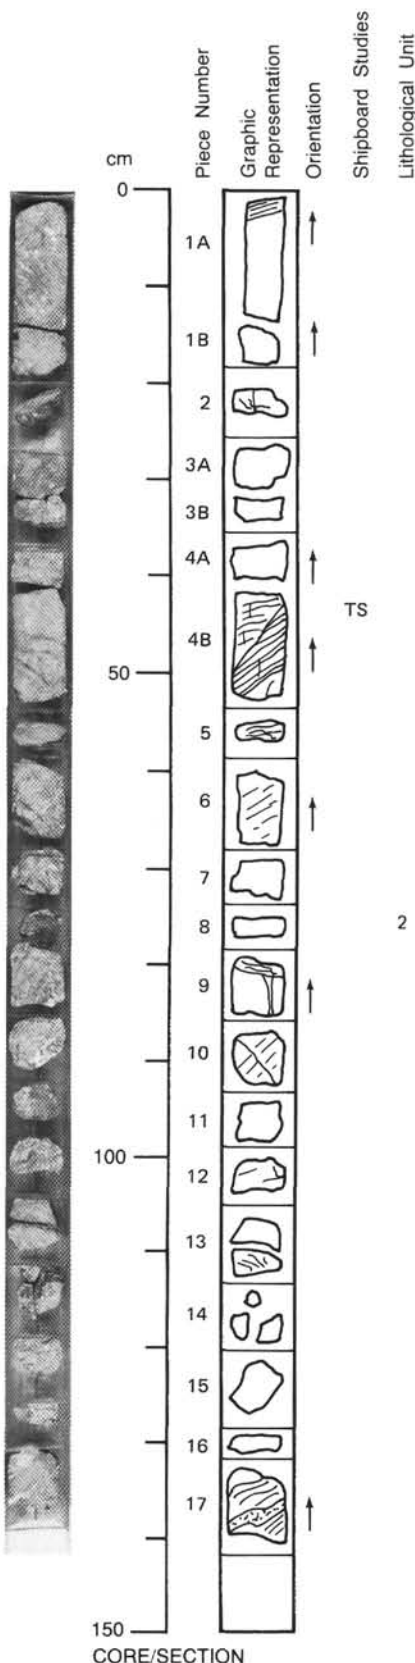 cm
Piece Number
Graphic Representation
Orientation
Shipboard Studies
Lithological Unit
0
1A
1B
2
3A
3B
4A
TS
4B
50
5
6
7
8
2
9
10
11
100
12
13
14
15
16
17
150
CORE/SECTION